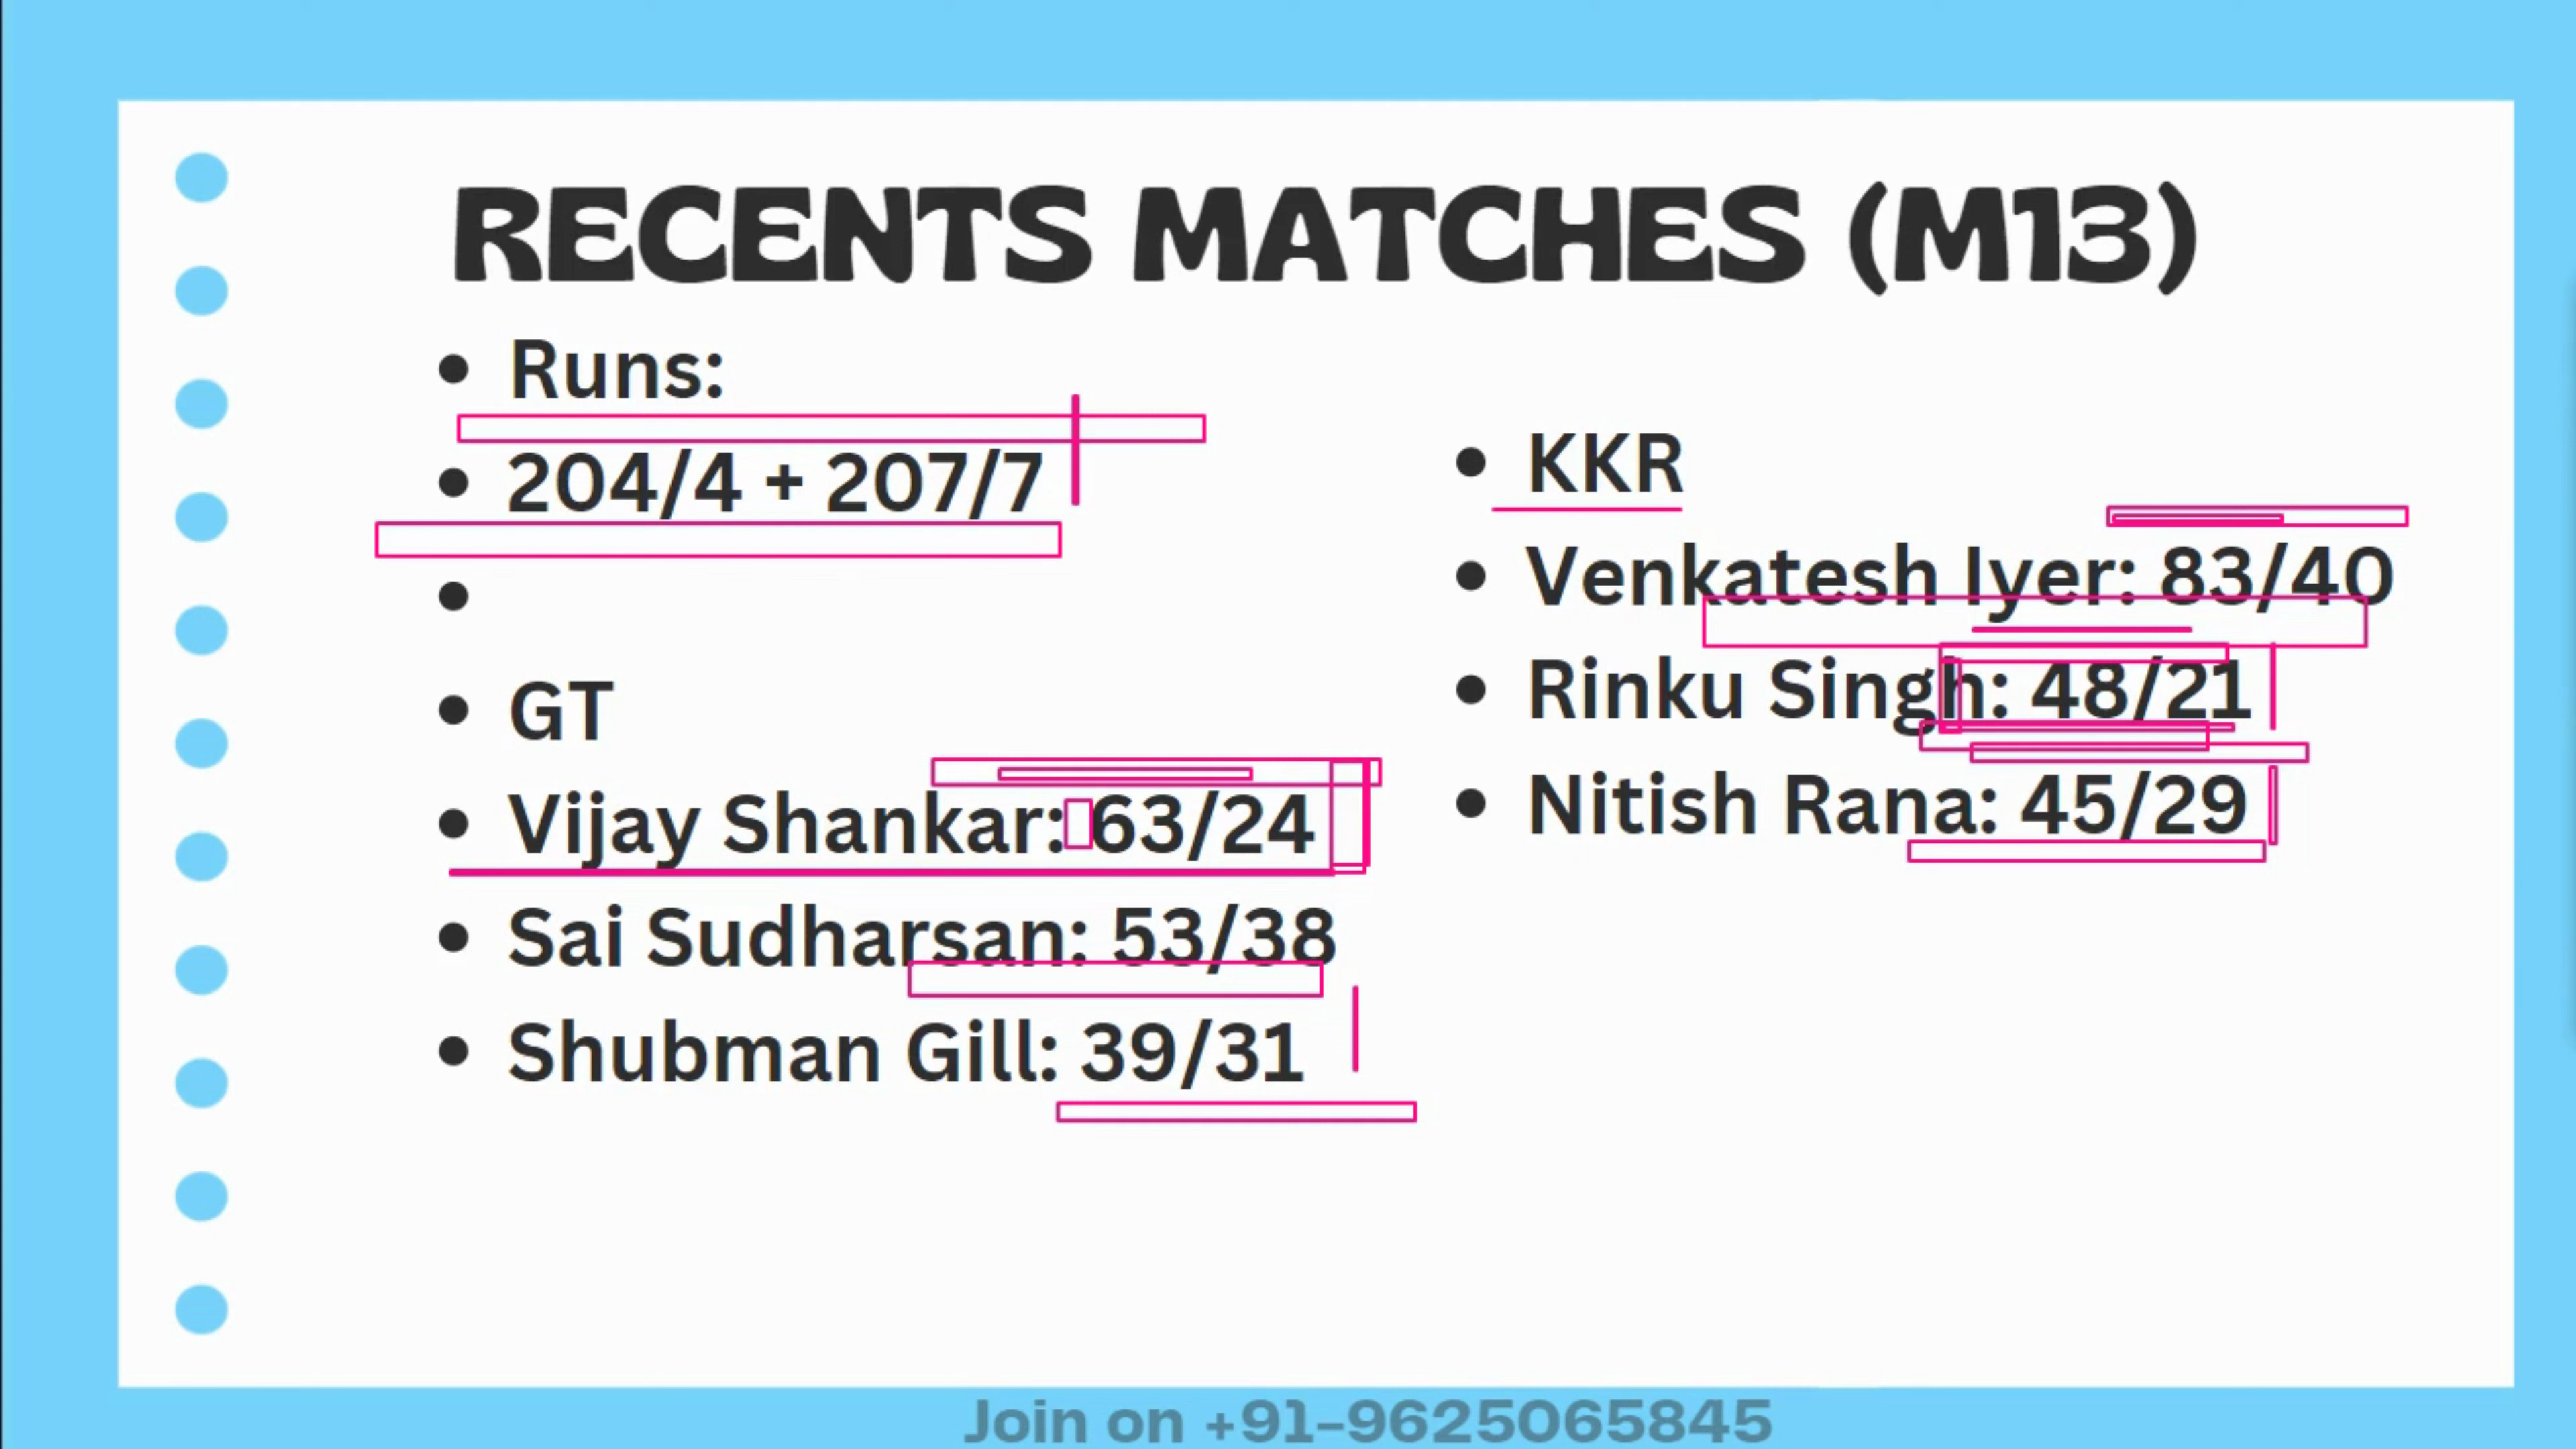 RECENTS MATCHES (M13)
Runs:
204/4 + 207/7
GT
Vijay Shankar: 63/24
Sai Sudharsan: 53/38
Shubman Gill: 39/31
KKR
Venkatesh Iyer: 83/40
Rinku Singh: 48/21
Nitish Rana: 45/29
Join on +91-9625065845